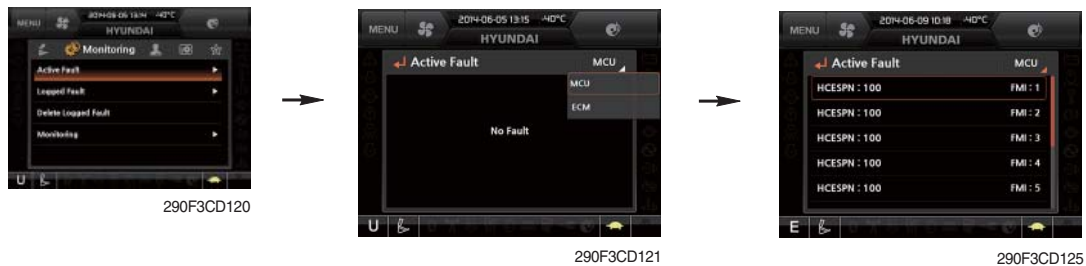 MENU
2014-06-05 13:14 -40°C
HYUNDAI
Monitoring
Active Fault
Logged Fault
Delete Logged Fault
Monitoring
U
290F3CD120
MENU
2014-06-05 13:15 -40°C
HYUNDAI
Active Fault MCU
MCU
ECM
No Fault
U
290F3CD121
MENU
2014-06-09 10:18 -40°C
HYUNDAI
Active Fault MCU
HCESPN : 100 FMI : 1
HCESPN : 100 FMI : 2
HCESPN : 100 FMI : 3
HCESPN : 100 FMI : 4
HCESPN : 100 FMI : 5
E
290F3CD125